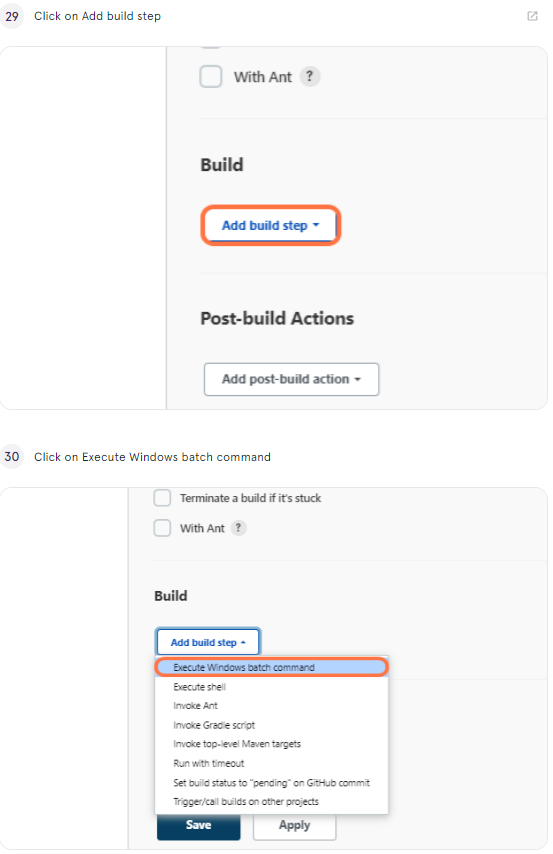 29 Click on Add build step
With Ant ?
Build
Add build step
Post-build Actions
Add post-build action
30 Click on Execute Windows batch command
Terminate a build if it's stuck
With Ant ?
Build
Add build step
Execute Windows batch command
Execute shell
Invoke Ant
Invoke Gradle script
Invoke top-level Maven targets
Run with timeout
Set build status to "pending" on GitHub commit
Trigger/call builds on other projects
Save Apply